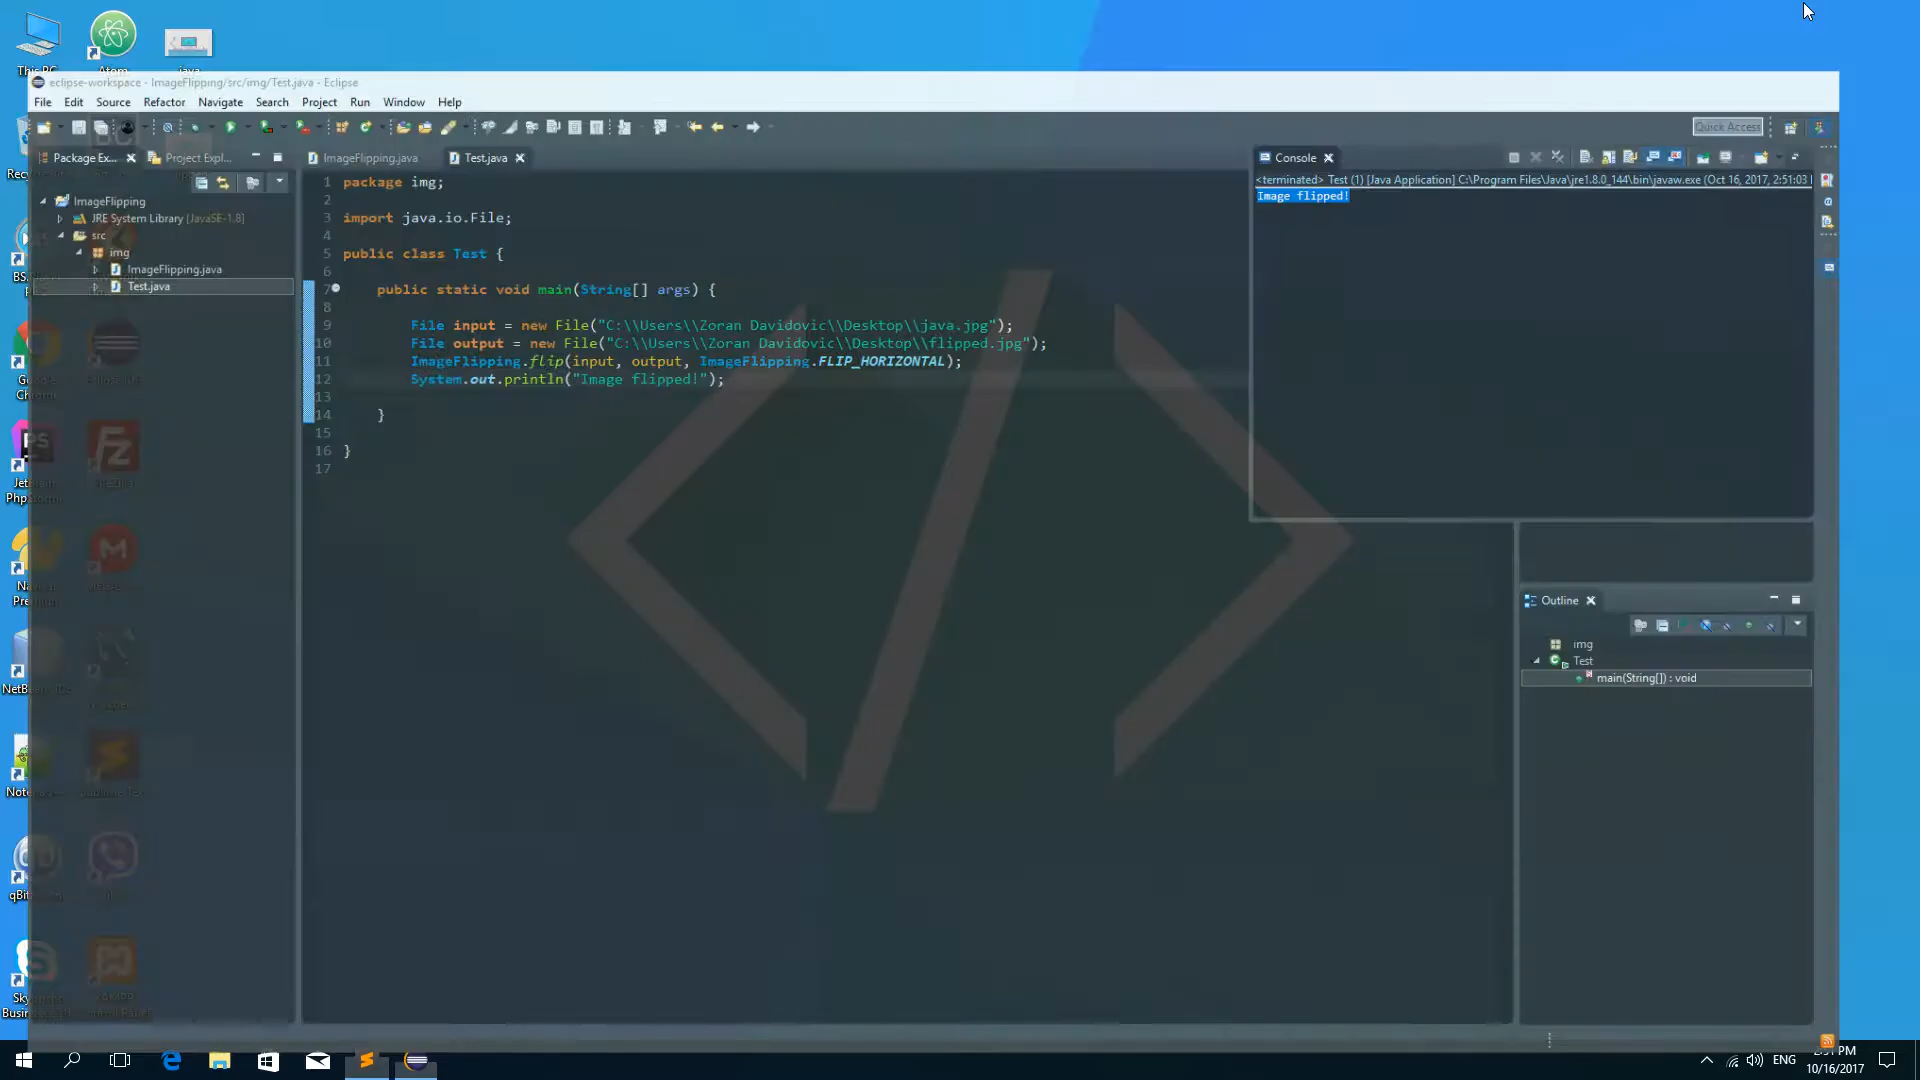 eclipse-workspace - ImageFlipping/src/img/Test.java - Eclipse
File Edit Source Refactor Navigate Search Project Run Window Help
Quick Access
Package Ex...
Project Expl...
ImageFlipping
JRE System Library [JavaSE-1.8]
src
img
ImageFlipping.java
Test.java
ImageFlipping.java
Test.java
1 package img;
2
3 import java.io.File;
4
5 public class Test {
6
7 public static void main(String[] args) {
8
9 File input = new File("C:\\Users\\Zoran Davidovic\\Desktop\\java.jpg");
10 File output = new File("C:\\Users\\Zoran Davidovic\\Desktop\\flipped.jpg");
11 ImageFlipping.flip(input, output, ImageFlipping.FLIP_HORIZONTAL);
12 System.out.println("Image flipped!");
13
14 }
15
16 }
17
Console
<terminated> Test (1) [Java Application] C:\Program Files\Java\jre1.8.0_144\bin\javaw.exe (Oct 16, 2017, 2:51:03
Image flipped!
Outline
img
Test
main(String[]) : void
ENG
10/16/2017